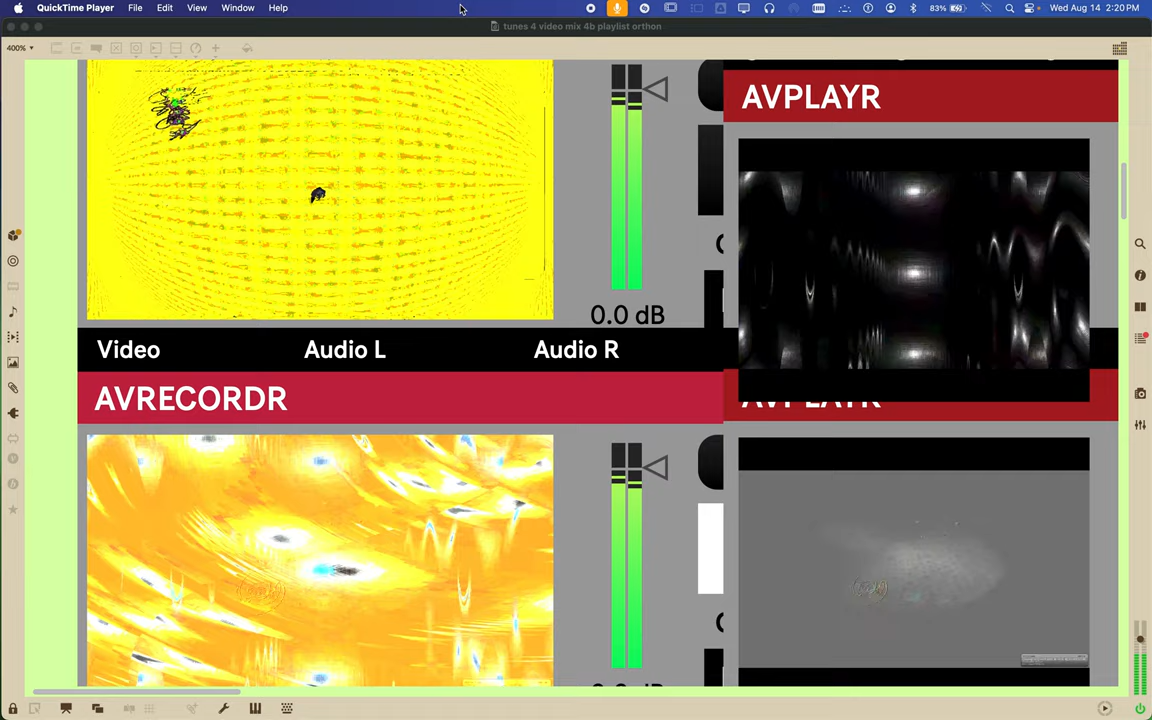 QuickTime Player File Edit View Window Help 83% Wed Aug 14 2:20 PM
tunes 4 video mix 4b playlist orthon
400%
AVPLAYR
0.0 dB
Video Audio L Audio R
AVRECORDR
AVPLAYR